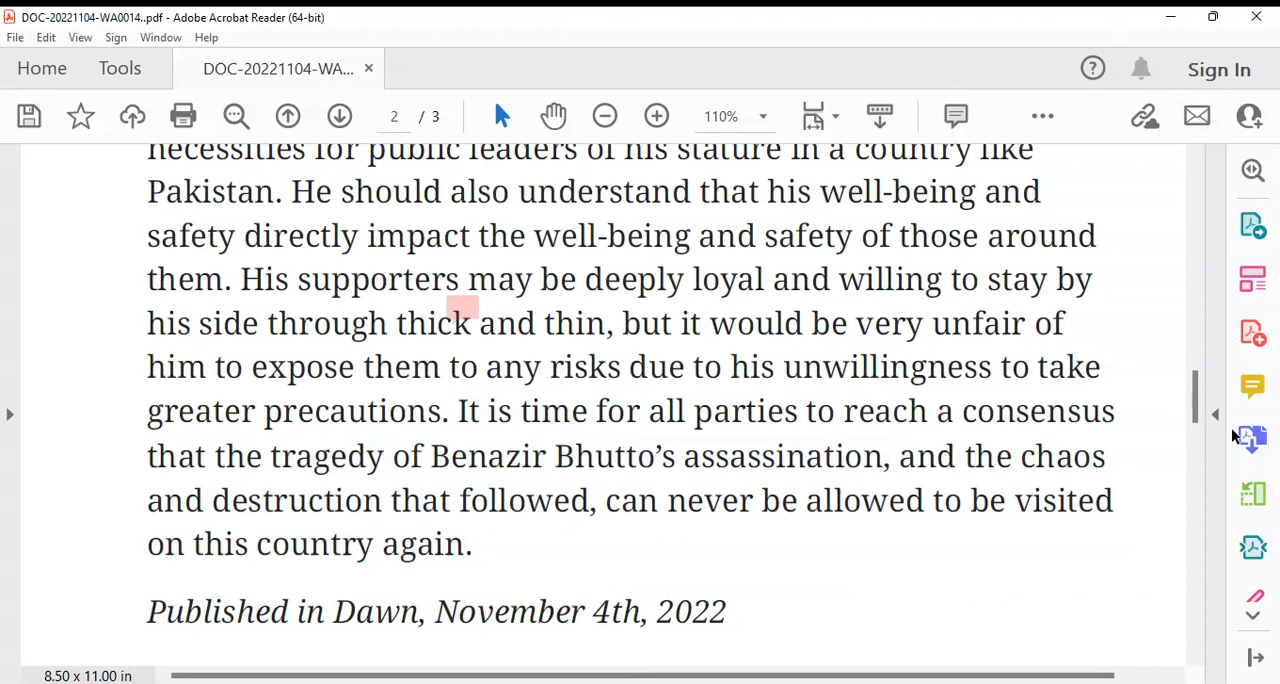 DOC-20221104-WA0014..pdf - Adobe Acrobat Reader (64-bit)
File Edit View Sign Window Help
Home Tools DOC-20221104-WA... × Sign In
2 / 3 110%
necessities for public leaders of his stature in a country like
Pakistan. He should also understand that his well-being and
safety directly impact the well-being and safety of those around
them. His supporters may be deeply loyal and willing to stay by
his side through thick and thin, but it would be very unfair of
him to expose them to any risks due to his unwillingness to take
greater precautions. It is time for all parties to reach a consensus
that the tragedy of Benazir Bhutto’s assassination, and the chaos
and destruction that followed, can never be allowed to be visited
on this country again.
Published in Dawn, November 4th, 2022
8.50 x 11.00 in